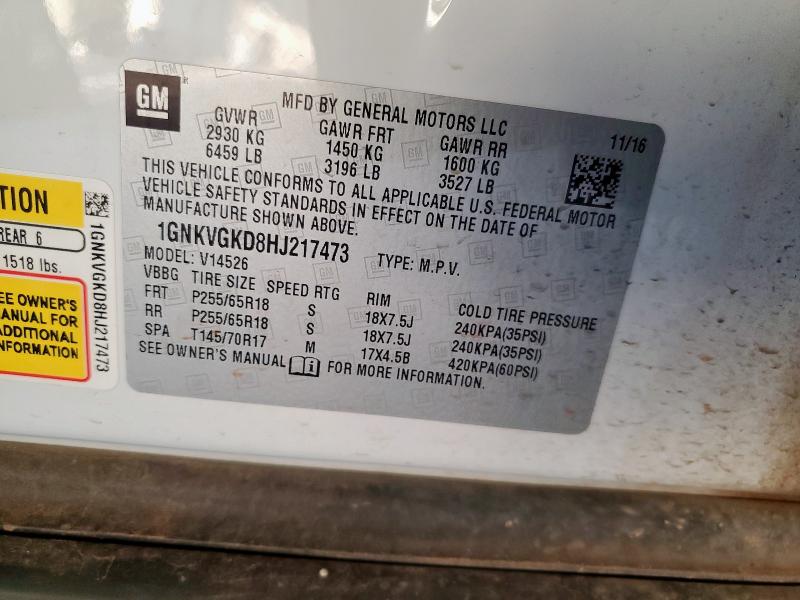 GM
MFD BY GENERAL MOTORS LLC
11/16
GVWR GAWR FRT GAWR RR
2930 KG 1450 KG 1600 KG
6459 LB 3196 LB 3527 LB
THIS VEHICLE CONFORMS TO ALL APPLICABLE U.S. FEDERAL MOTOR
VEHICLE SAFETY STANDARDS IN EFFECT ON THE DATE OF
MANUFACTURE SHOWN ABOVE.
1GNKVGKD8HJ217473 TYPE: M.P.V.
MODEL: V14526
VBBG TIRE SIZE SPEED RTG RIM COLD TIRE PRESSURE
FRT P255/65R18 S 18X7.5J 240KPA(35PSI)
RR P255/65R18 S 18X7.5J 240KPA(35PSI)
SPA T145/70R17 M 17X4.5B 420KPA(60PSI)
SEE OWNER'S MANUAL i FOR MORE INFORMATION.
TION
REAR 6
1518 lbs.
EE OWNER'S
MANUAL FOR
ADDITIONAL
INFORMATION
1GNKVGKD8HJ217473